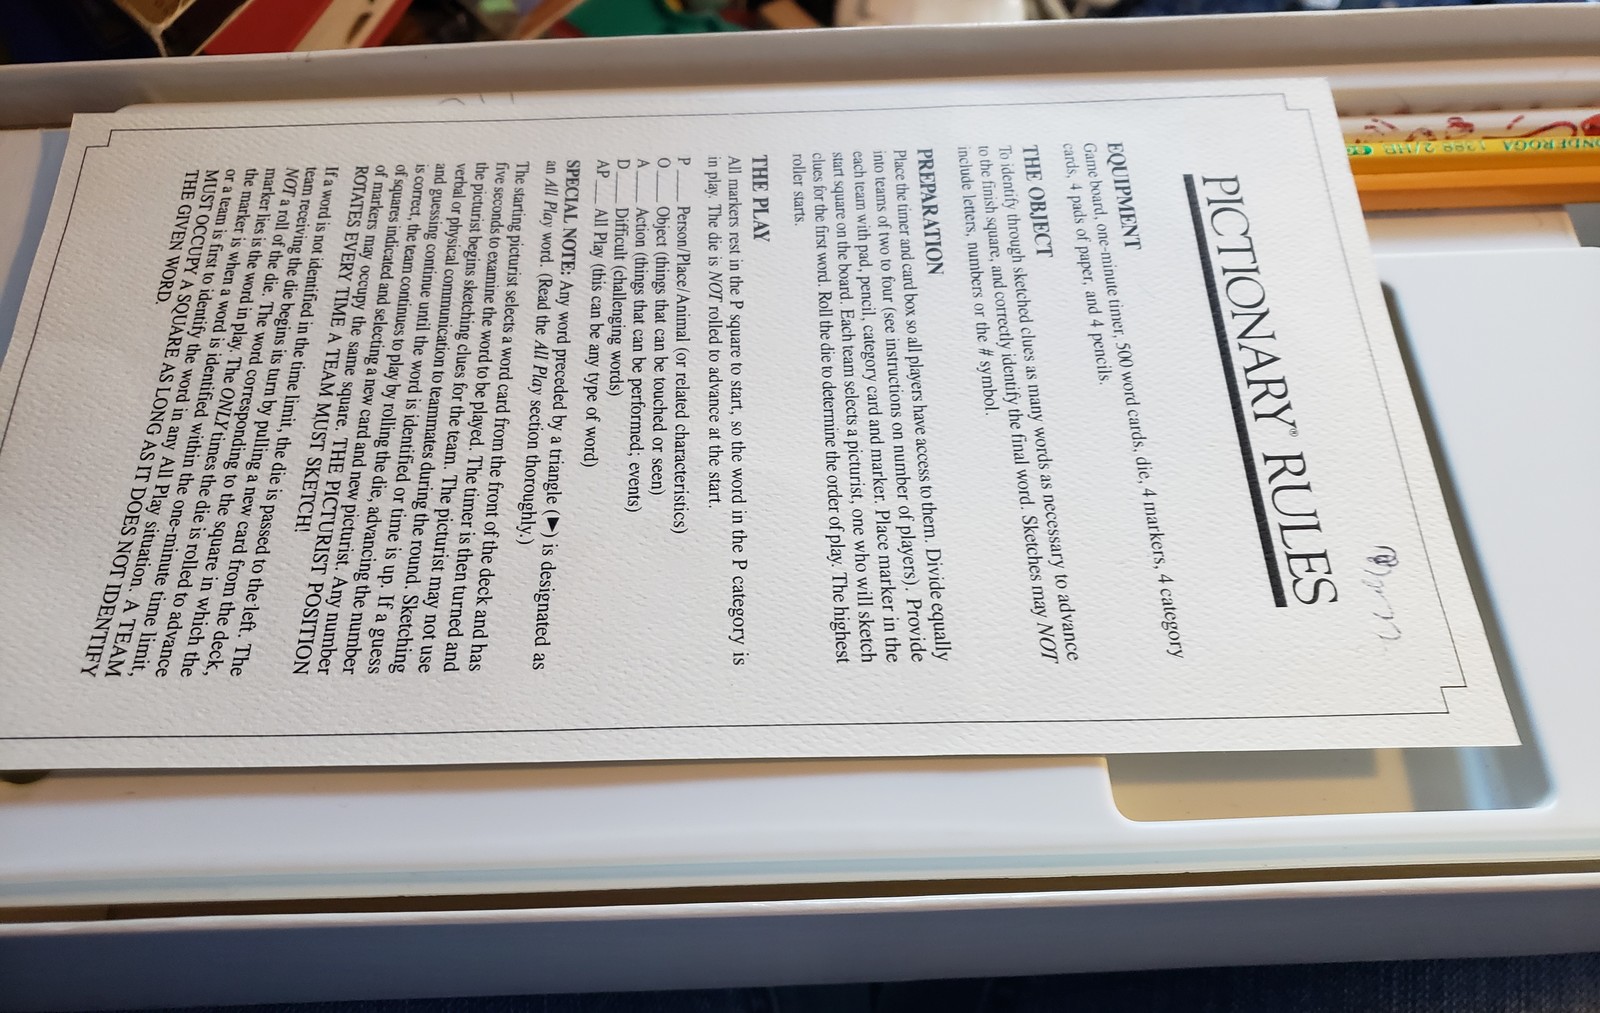 PICTIONARY® RULES
EQUIPMENT
Game board, one-minute timer, 500 word cards, die, 4 markers, 4 category
cards, 4 pads of paper, and 4 pencils.
THE OBJECT
To identify through sketched clues as many words as necessary to advance
to the finish square, and correctly identify the final word. Sketches may NOT
include letters, numbers or the # symbol.
PREPARATION
Place the timer and card box so all players have access to them. Divide equally
into teams of two to four (see instructions on number of players). Provide
each team with pad, pencil, category card and marker. Place marker in the
start square on the board. Each team selects a picturist, one who will sketch
clues for the first word. Roll the die to determine the order of play. The highest
roller starts.
THE PLAY
All markers rest in the P square to start, so the word in the P category is
in play. The die is NOT rolled to advance at the start.
P ___ Person/Place/Animal (or related characteristics)
O ___ Object (things that can be touched or seen)
A ___ Action (things that can be performed; events)
D ___ Difficult (challenging words)
AP ___ All Play (this can be any type of word)
SPECIAL NOTE: Any word preceded by a triangle (►) is designated as
an All Play word. (Read the All Play section thoroughly.)
The starting picturist selects a word card from the front of the deck and has
five seconds to examine the word to be played. The timer is then turned and
the picturist begins sketching clues for the team. The picturist may not use
verbal or physical communication to teammates during the round. Sketching
and guessing continue until the word is identified or time is up. If a guess
is correct, the team continues to play by rolling the die, advancing the number
of squares indicated and selecting a new card and new picturist. Any number
of markers may occupy the same square. THE PICTURIST POSITION
ROTATES EVERY TIME A TEAM MUST SKETCH!
If a word is not identified in the time limit, the die is passed to the left. The
team receiving the die begins its turn by pulling a new card from the deck,
NOT a roll of the die. The word corresponding to the square in which the
marker lies is the word in play. The ONLY times the die is rolled to advance
the marker is when a word is identified within the one-minute time limit,
or a team is first to identify the word in any All Play situation. A TEAM
MUST OCCUPY A SQUARE AS LONG AS IT DOES NOT IDENTIFY
THE GIVEN WORD.
NDEROGA 1388 2/HB